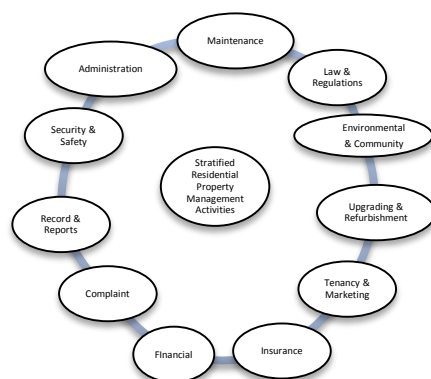 Maintenance
Law &
Regulations
Environmental
& Community
Upgrading &
Refurbishment
Tenancy &
Marketing
Insurance
FInancial
Complaint
Record &
Reports
Security &
Safety
Administration
Stratified
Residential
Property
Management
Activities